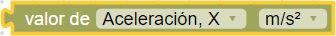 valor de Aceleración, X m/s²